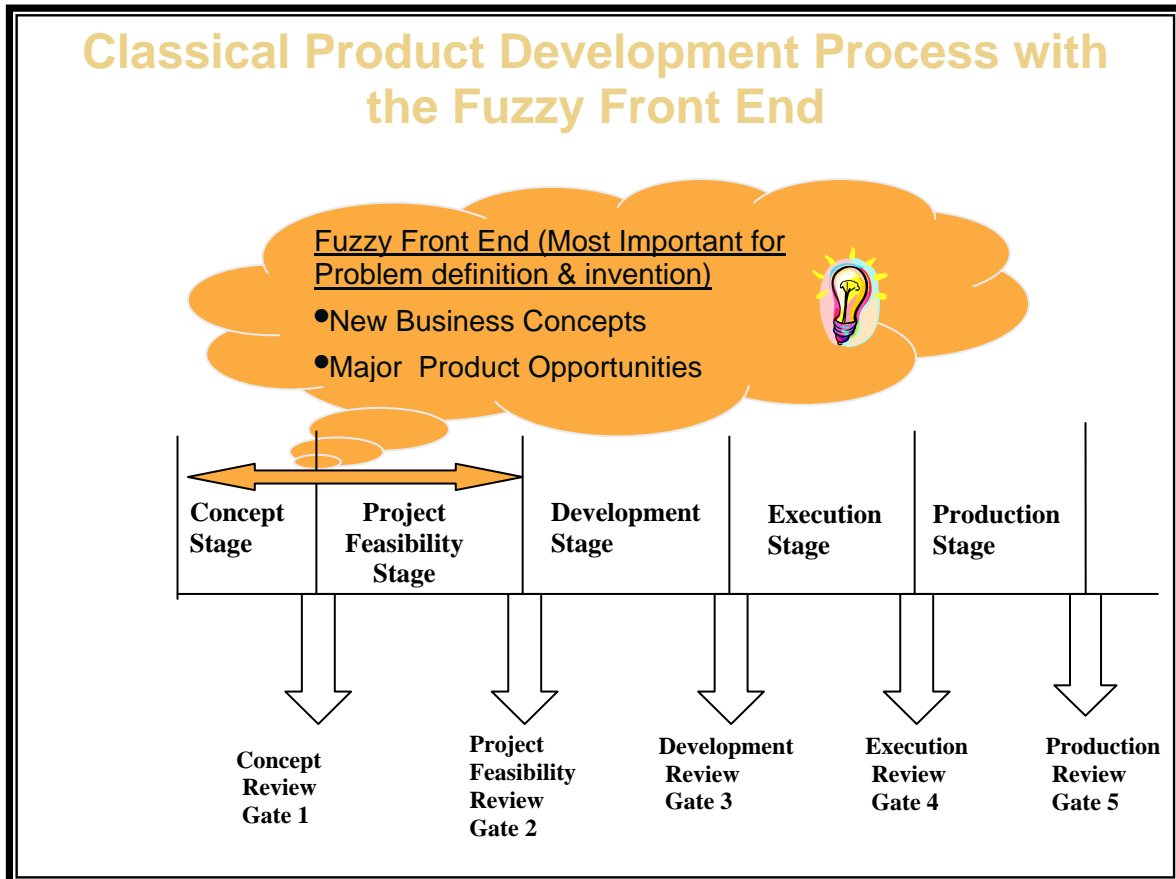 Classical Product Development Process with
the Fuzzy Front End
Fuzzy Front End (Most Important for
Problem definition & invention)
•New Business Concepts
•Major Product Opportunities
Concept
Stage
Project
Feasibility
Stage
Development
Stage
Execution
Stage
Production
Stage
Concept
Review
Gate 1
Project
Feasibility
Review
Gate 2
Development
Review
Gate 3
Execution
Review
Gate 4
Production
Review
Gate 5